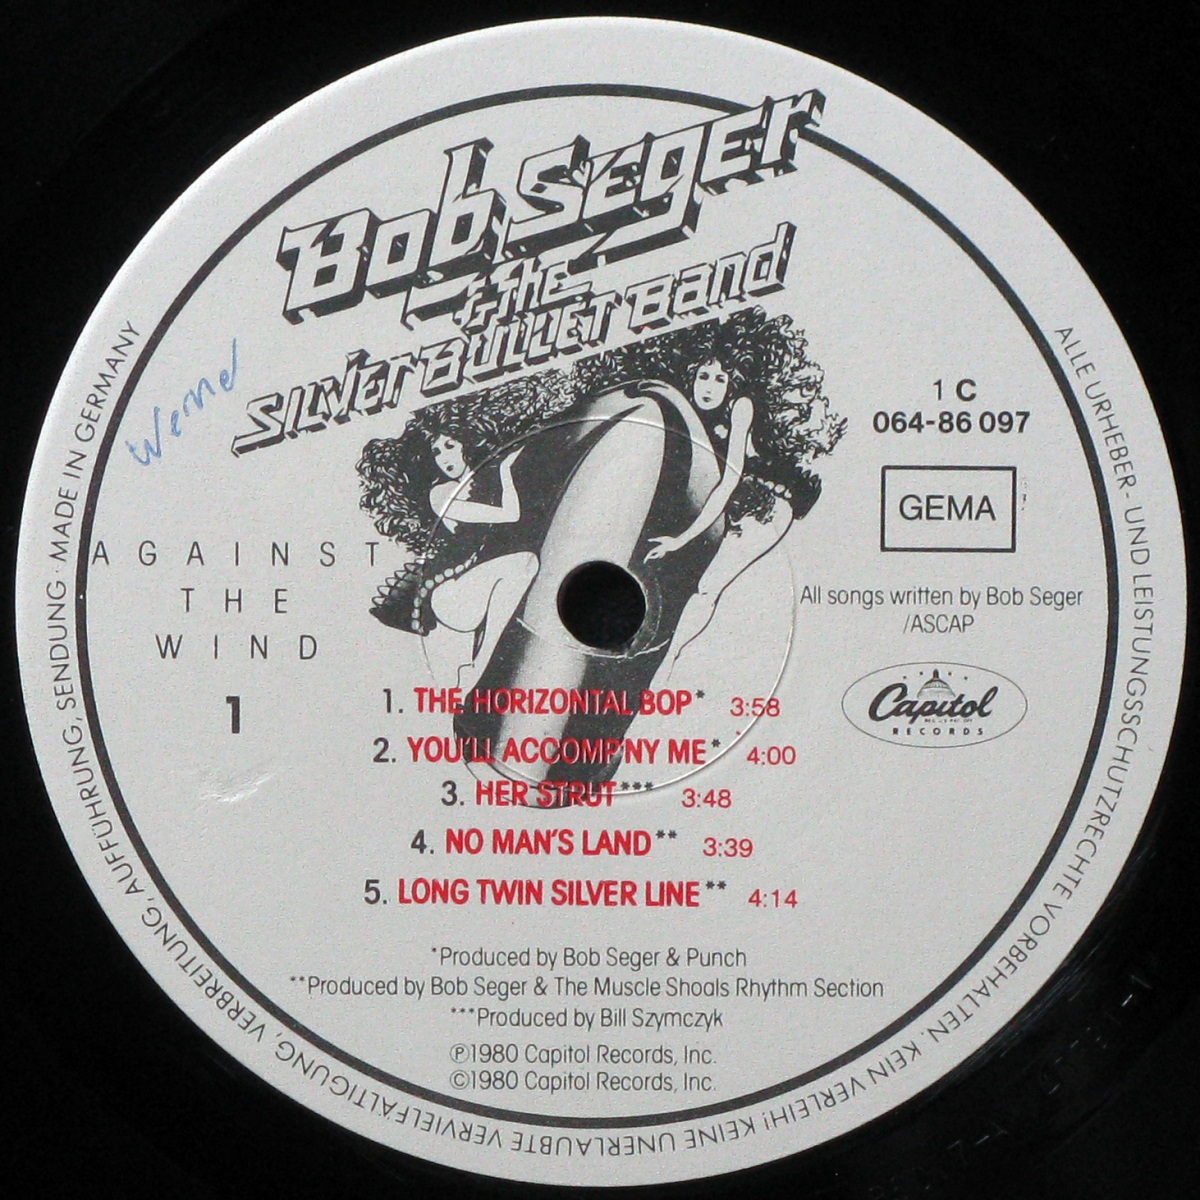 Bob Seger
& the
SILVER BULLET Band
Werne
1 C
064-86 097
GEMA
AGAINST
THE
WIND
1
All songs written by Bob Seger
/ASCAP
Capitol
RECORDS
1. THE HORIZONTAL BOP* 3:58
2. YOU'LL ACCOMP'NY ME* 4:00
3. HER STRUT*** 3:48
4. NO MAN'S LAND** 3:39
5. LONG TWIN SILVER LINE** 4:14
*Produced by Bob Seger & Punch
**Produced by Bob Seger & The Muscle Shoals Rhythm Section
***Produced by Bill Szymczyk
℗1980 Capitol Records, Inc.
©1980 Capitol Records, Inc.
ALLE URHEBER- UND LEISTUNGSSCHUTZRECHTE VORBEHALTEN. KEIN VERLEIH! KEINE UNERLAUBTE VERVIELFÄLTIGUNG, VERBREITUNG, AUFFÜHRUNG, SENDUNG · MADE IN GERMANY